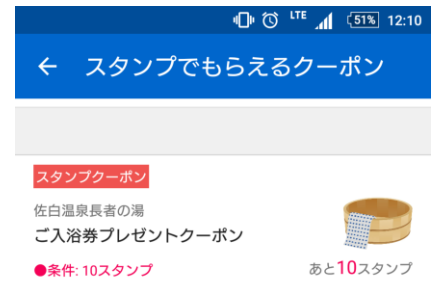 LTE 51% 12:10
← スタンプでもらえるクーポン
スタンプクーポン
佐白温泉長者の湯
ご入浴券プレゼントクーポン
●条件: 10スタンプ
あと10スタンプ